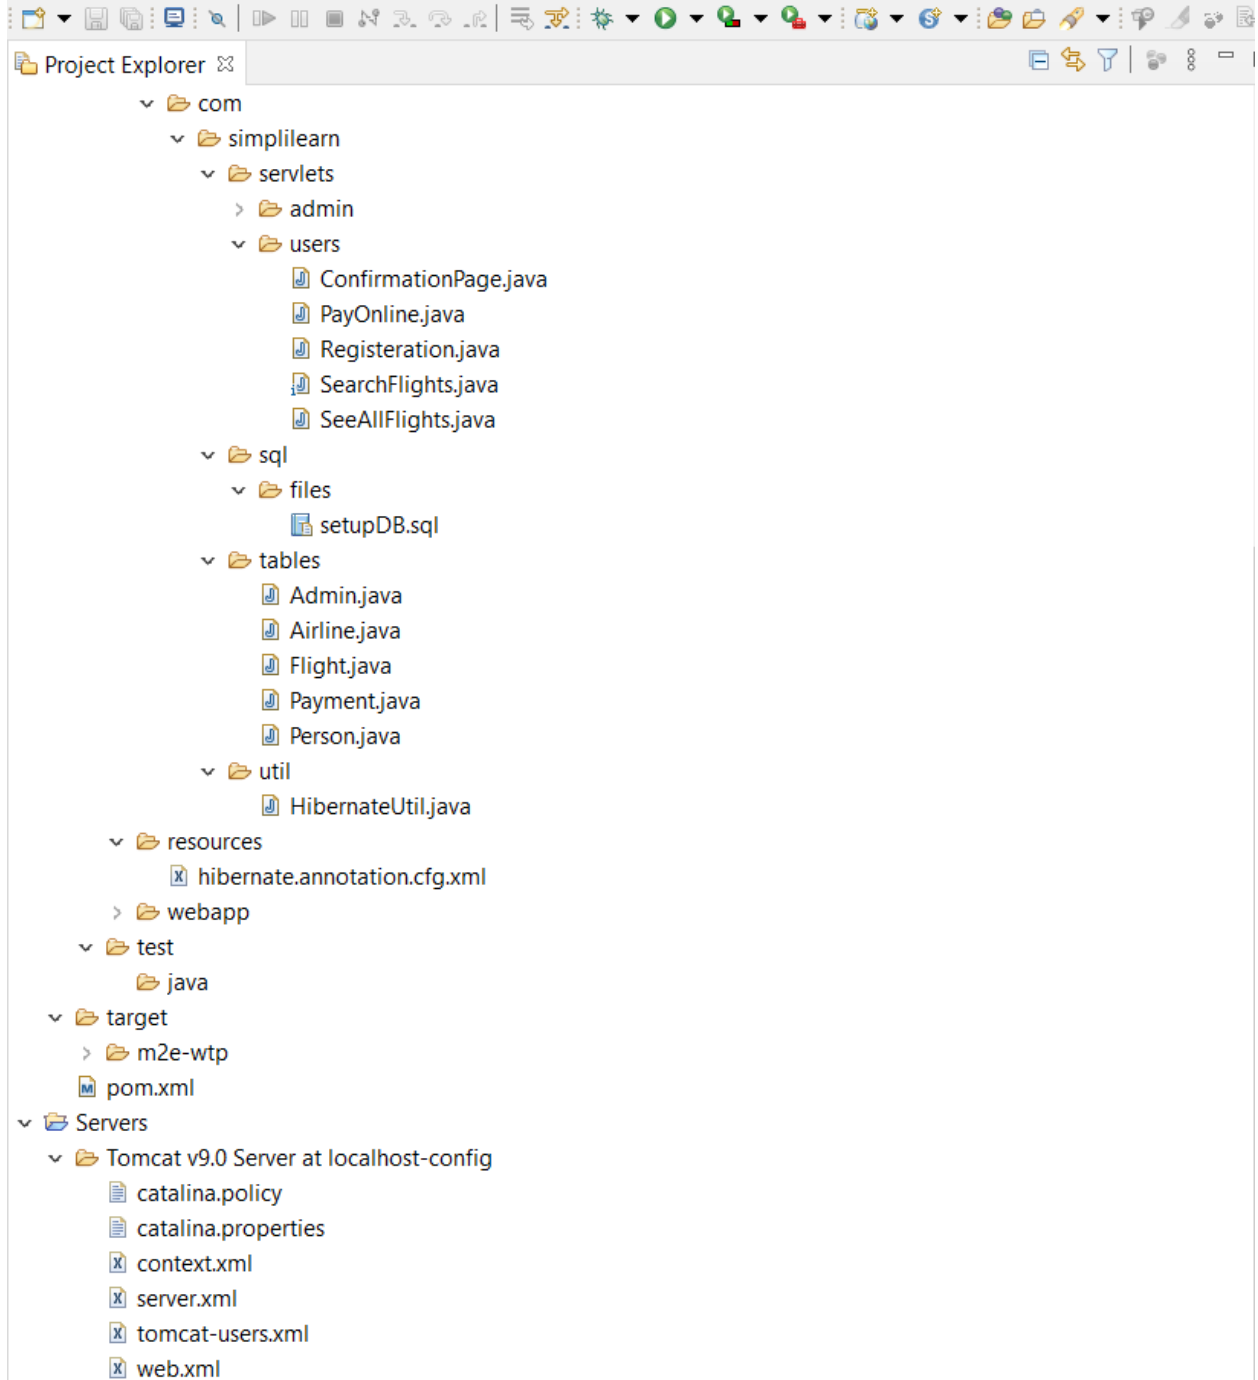 Project Explorer
com
simplilearn
servlets
admin
users
ConfirmationPage.java
PayOnline.java
Registeration.java
SearchFlights.java
SeeAllFlights.java
sql
files
setupDB.sql
tables
Admin.java
Airline.java
Flight.java
Payment.java
Person.java
util
HibernateUtil.java
resources
hibernate.annotation.cfg.xml
webapp
test
java
target
m2e-wtp
pom.xml
Servers
Tomcat v9.0 Server at localhost-config
catalina.policy
catalina.properties
context.xml
server.xml
tomcat-users.xml
web.xml